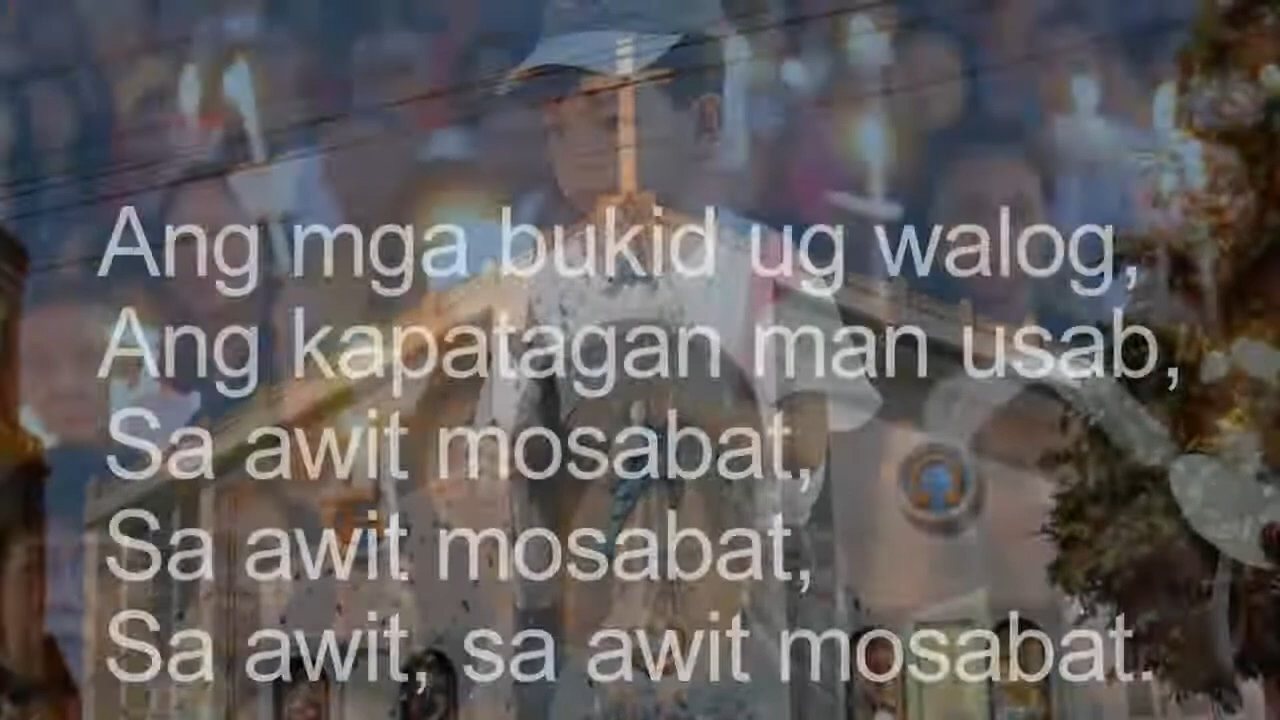 Ang mga bukid ug walog,
Ang kapatagan man usab,
Sa awit mosabat,
Sa awit mosabat,
Sa awit, sa awit mosabat.